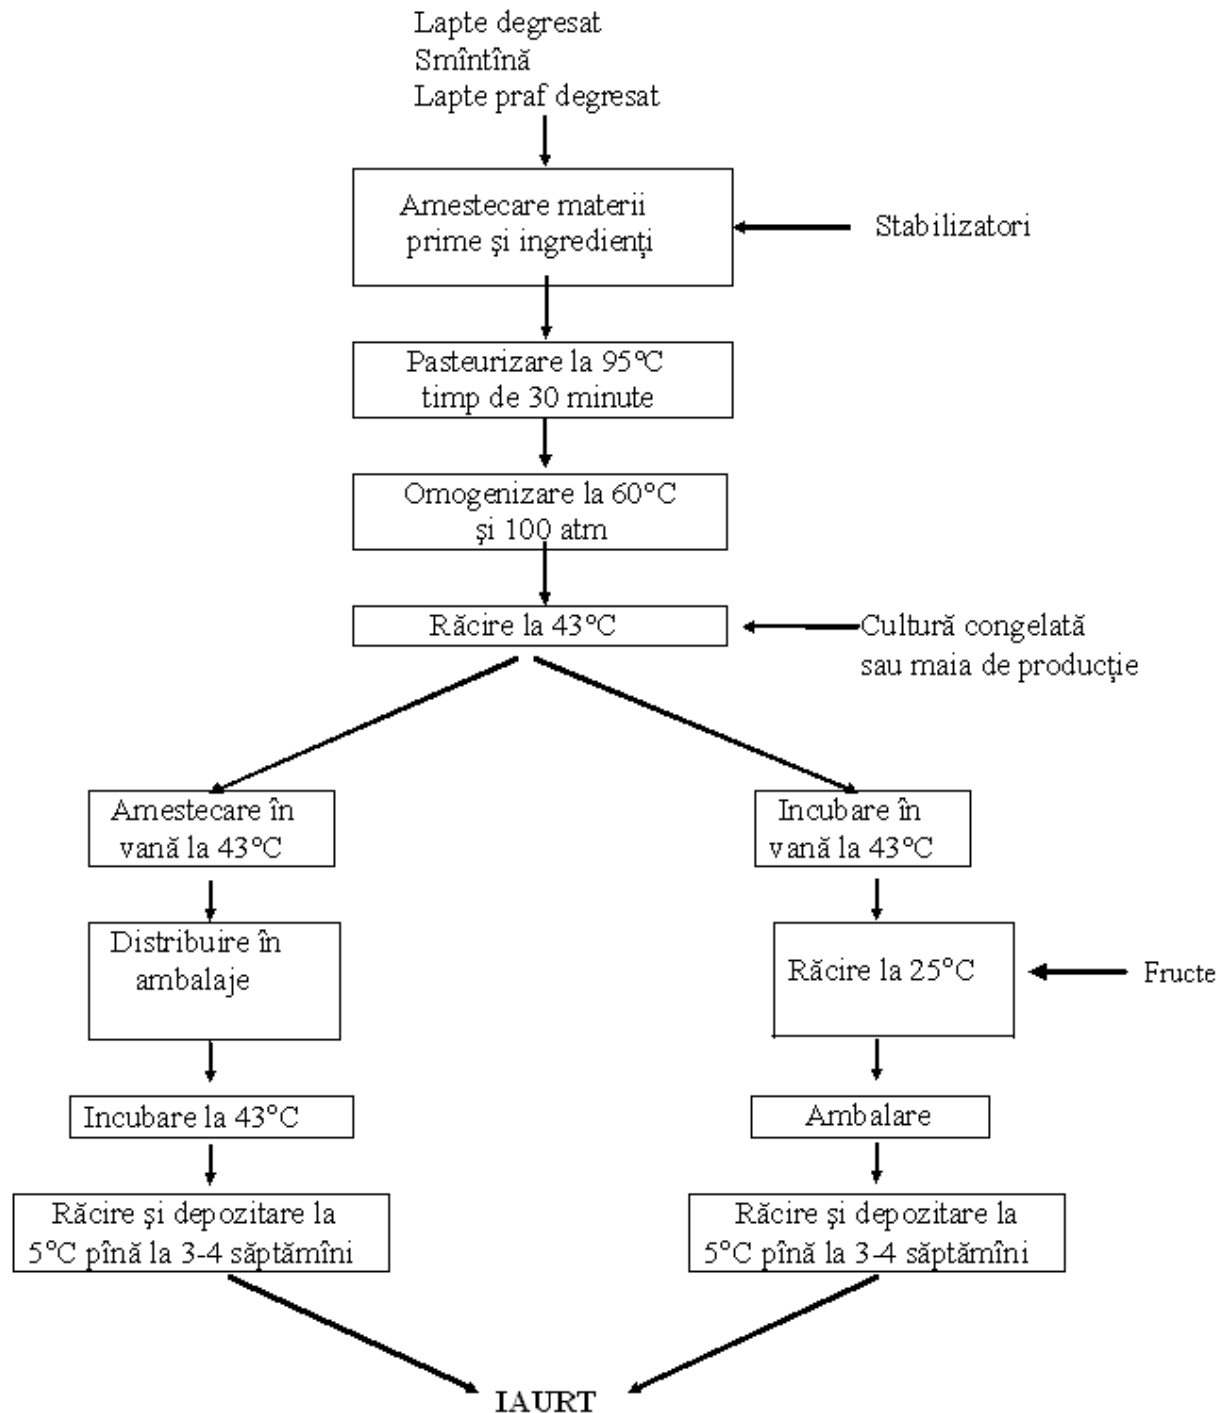 Lapte degresat
Smîntînă
Lapte praf degresat
Amestecare materii
prime şi ingredienţi
Stabilizatori
Pasteurizare la 95°C
timp de 30 minute
Omogenizare la 60°C
şi 100 atm
Răcire la 43°C
Cultură congelată
sau maia de producţie
Amestecare în
vană la 43°C
Incubare în
vană la 43°C
Distribuire în
ambalaje
Răcire la 25°C
Fructe
Incubare la 43°C
Ambalare
Răcire şi depozitare la
5°C pînă la 3-4 săptămîni
Răcire şi depozitare la
5°C pînă la 3-4 săptămîni
IAURT